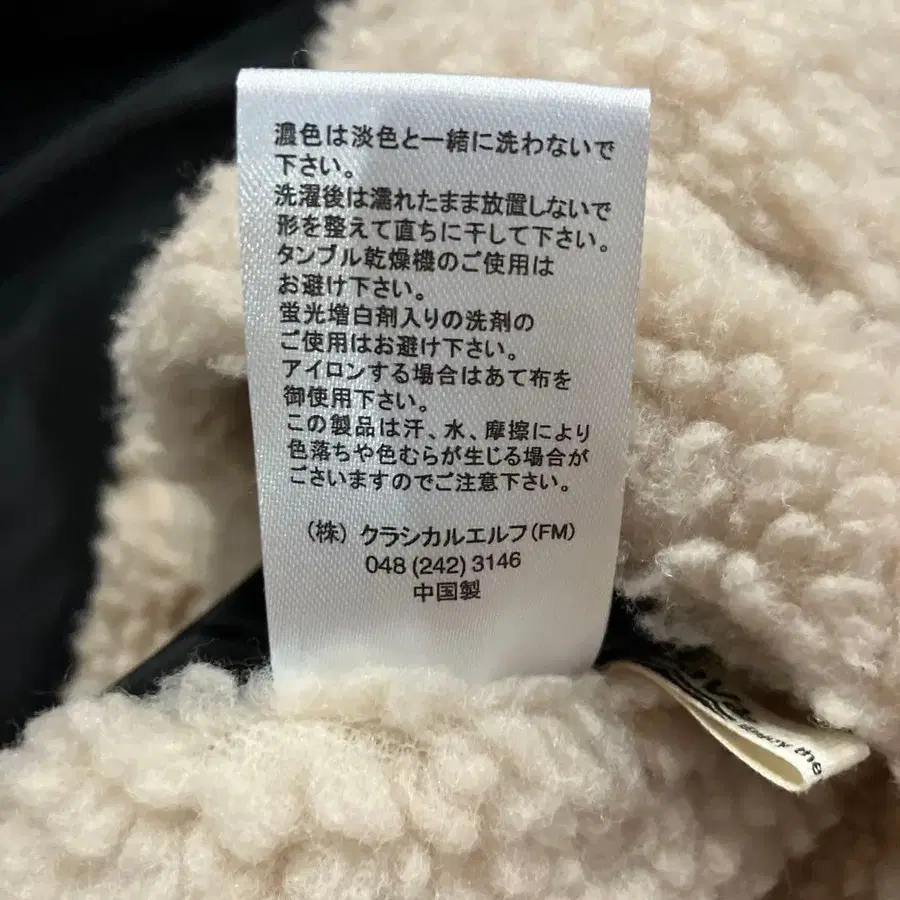 濃色は淡色と一緒に洗わないで
下さい。
洗濯後は濡れたまま放置しないで
形を整えて直ちに干して下さい。
タンブル乾燥機のご使用は
お避け下さい。
蛍光増白剤入りの洗剤の
ご使用はお避け下さい。
アイロンする場合はあて布を
御使用下さい。
この製品は汗、水、摩擦により
色落ちや色むらが生じる場合が
ございますのでご注意下さい。
(株) クラシカルエルフ(FM)
048 (242) 3146
中国製
the